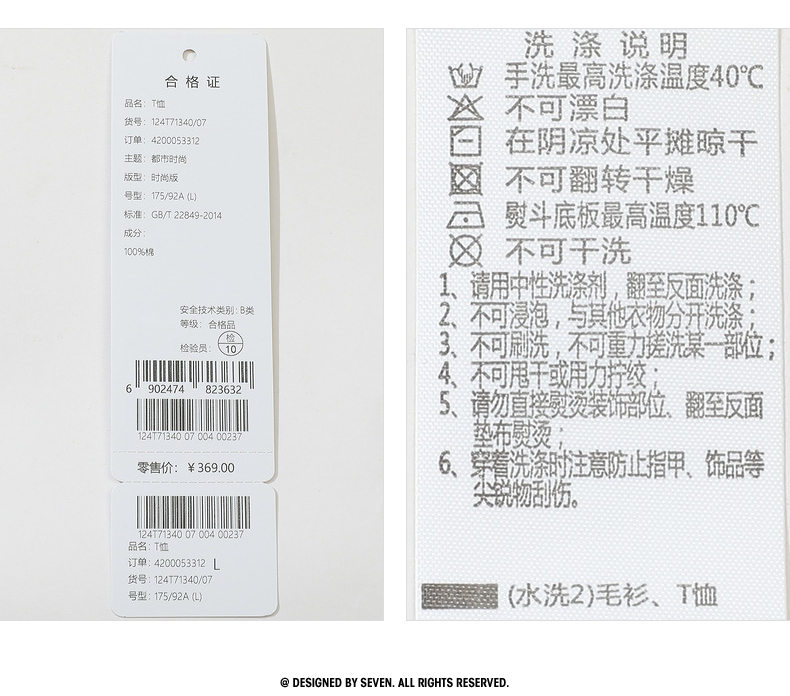 合格证
品名：T恤
货号：124T71340/07
订单：4200053312
主题：都市时尚
版型：时尚版
号型：175/92A (L)
标准：GB/T 22849-2014
成分：
100%棉
安全技术类别：B类
等级：合格品
检验员：检 10
6 902474 823632
124T71340 07 004 00237
零售价：￥369.00
124T71340 07 004 00237
品名：T恤
订单：4200053312 L
货号：124T71340/07
号型：175/92A (L)
洗涤说明
手洗最高洗涤温度40℃
不可漂白
在阴凉处平摊晾干
不可翻转干燥
熨斗底板最高温度110℃
不可干洗
1、请用中性洗涤剂，翻至反面洗涤；
2、不可浸泡，与其他衣物分开洗涤；
3、不可刷洗，不可重力搓洗某一部位；
4、不可甩干或用力拧绞；
5、请勿直接熨烫装饰部位、翻至反面
垫布熨烫；
6、穿着洗涤时注意防止指甲、饰品等
尖锐物刮伤。
(水洗2)毛衫、T恤
@ DESIGNED BY SEVEN. ALL RIGHTS RESERVED.